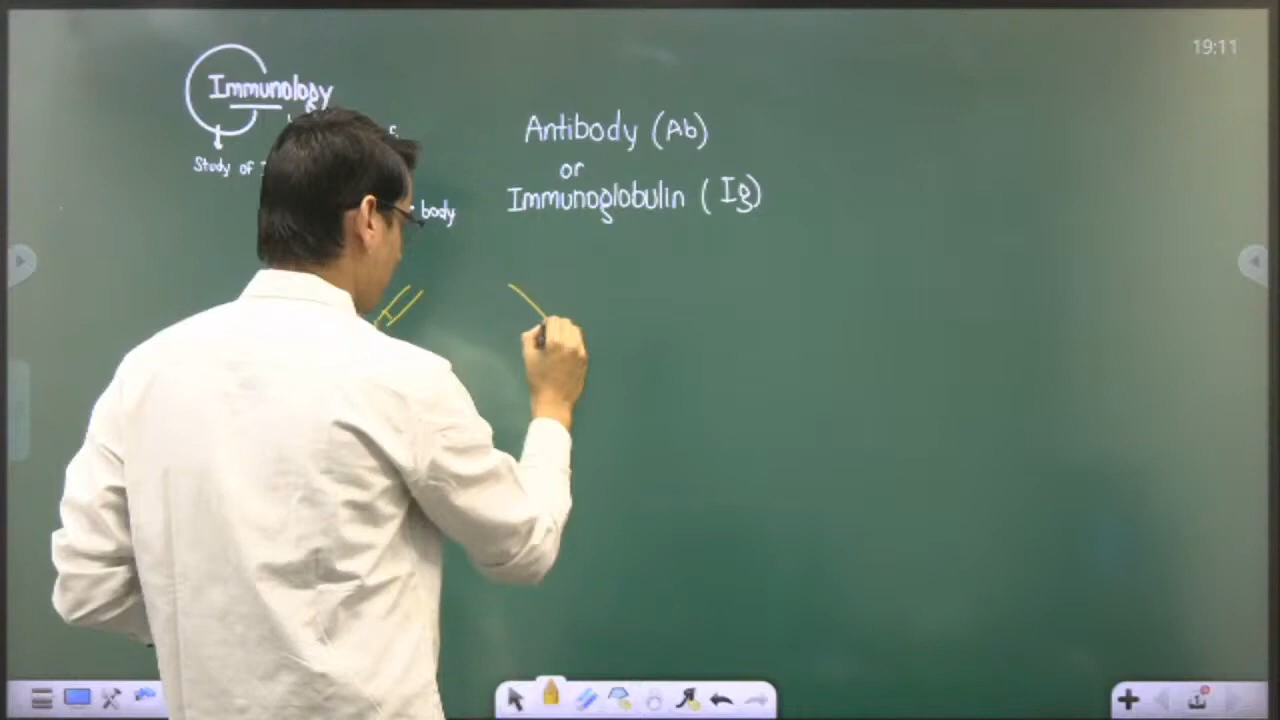 Immunology
Study of
body
Antibody (Ab)
or
Immunoglobulin (Ig)
19:11